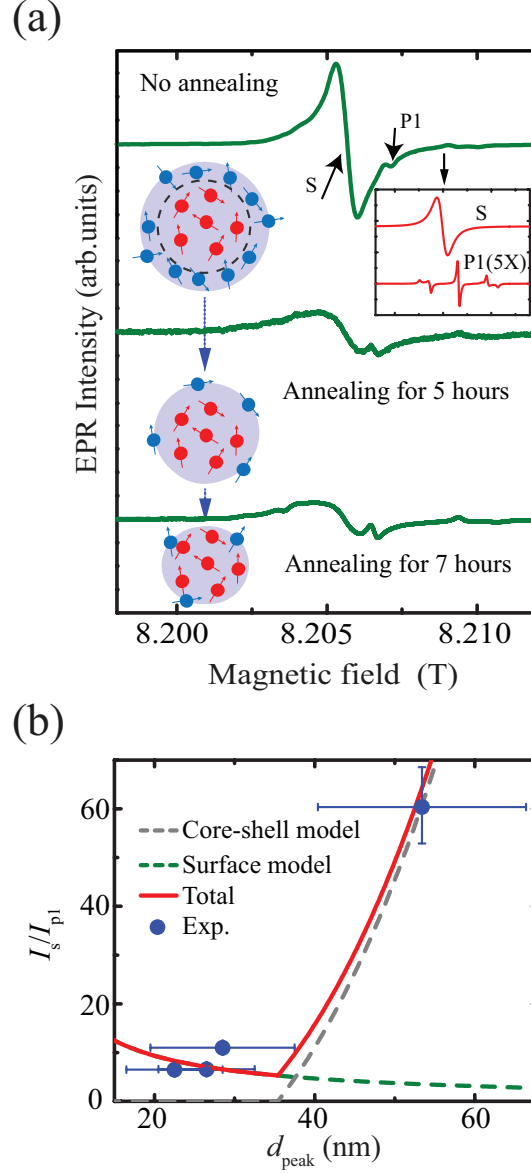 (a)
No annealing
P1
S
S
P1(5X)
Annealing for 5 hours
Annealing for 7 hours
EPR Intensity (arb.units)
8.200 8.205 8.210
Magnetic field (T)
(b)
60
40
20
0
Core-shell model
Surface model
Total
Exp.
I_s/I_p1
20 40 60
d_peak (nm)